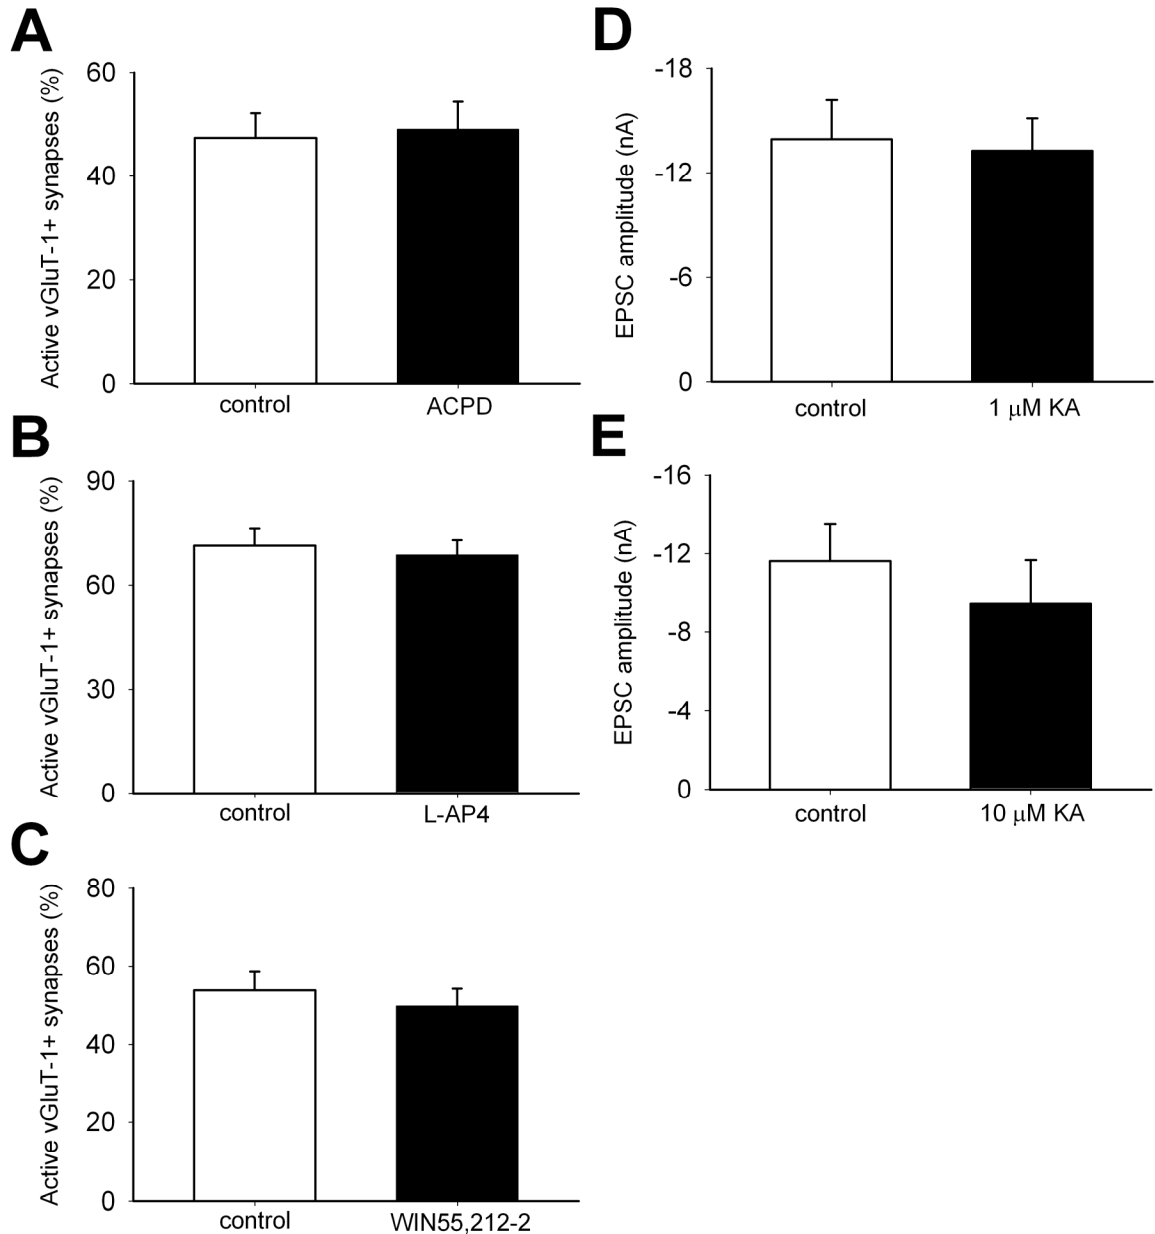 A
Active vGluT-1+ synapses (%)
60
40
20
0
control
ACPD
B
Active vGluT-1+ synapses (%)
90
60
30
0
control
L-AP4
C
Active vGluT-1+ synapses (%)
80
60
40
20
0
control
WIN55,212-2
D
EPSC amplitude (nA)
-18
-12
-6
0
control
1 μM KA
E
EPSC amplitude (nA)
-16
-12
-8
-4
0
control
10 μM KA